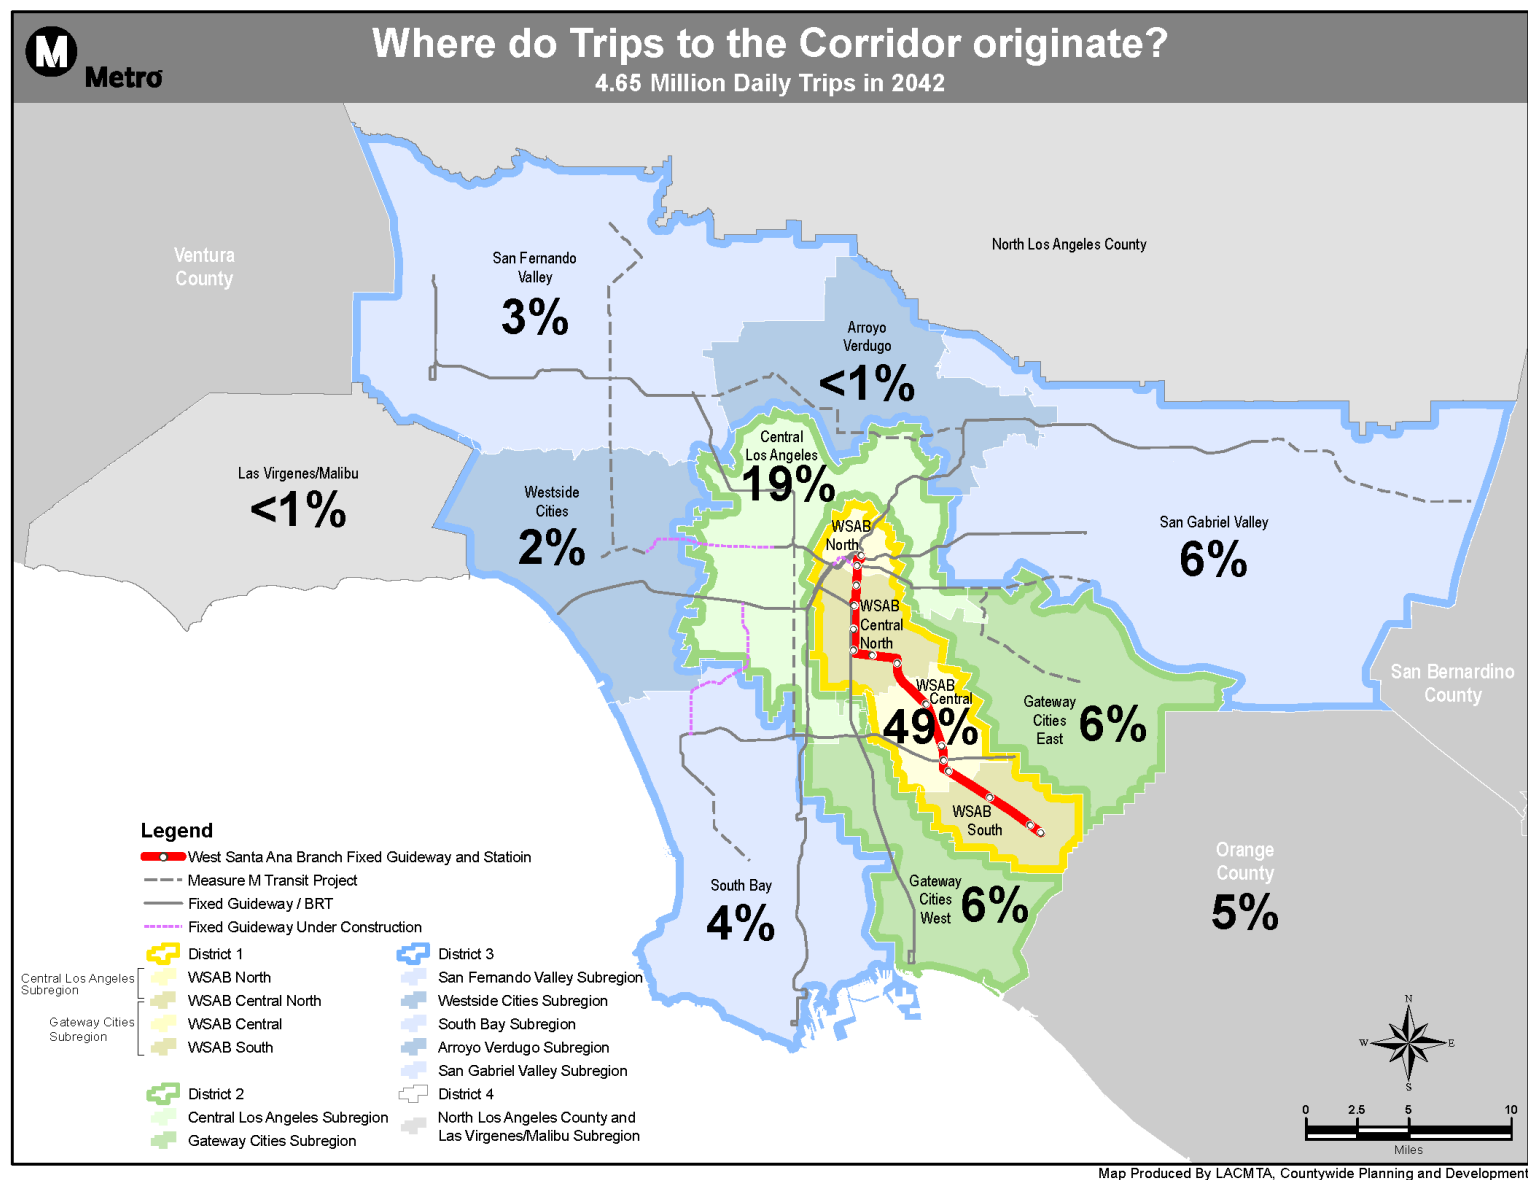 M
Metro
Where do Trips to the Corridor originate?
4.65 Million Daily Trips in 2042
Ventura
County
North Los Angeles County
San Fernando
Valley
3%
Arroyo
Verdugo
<1%
Central
Los Angeles
19%
Las Virgenes/Malibu
<1%
Westside
Cities
2%
WSAB
North
San Gabriel Valley
6%
WSAB
Central
North
San Bernardino
County
WSAB
Central
49%
Gateway
Cities
East
6%
WSAB
South
Orange
County
5%
South Bay
4%
Gateway
Cities
West
6%
Legend
West Santa Ana Branch Fixed Guideway and Statioin
Measure M Transit Project
Fixed Guideway / BRT
Fixed Guideway Under Construction
District 1
Central Los Angeles
Subregion
WSAB North
WSAB Central North
Gateway Cities
Subregion
WSAB Central
WSAB South
District 2
Central Los Angeles Subregion
Gateway Cities Subregion
District 3
San Fernando Valley Subregion
Westside Cities Subregion
South Bay Subregion
Arroyo Verdugo Subregion
San Gabriel Valley Subregion
District 4
North Los Angeles County and
Las Virgenes/Malibu Subregion
N
W
E
S
0 2.5 5 10
Miles
Map Produced By LACMTA, Countywide Planning and Development